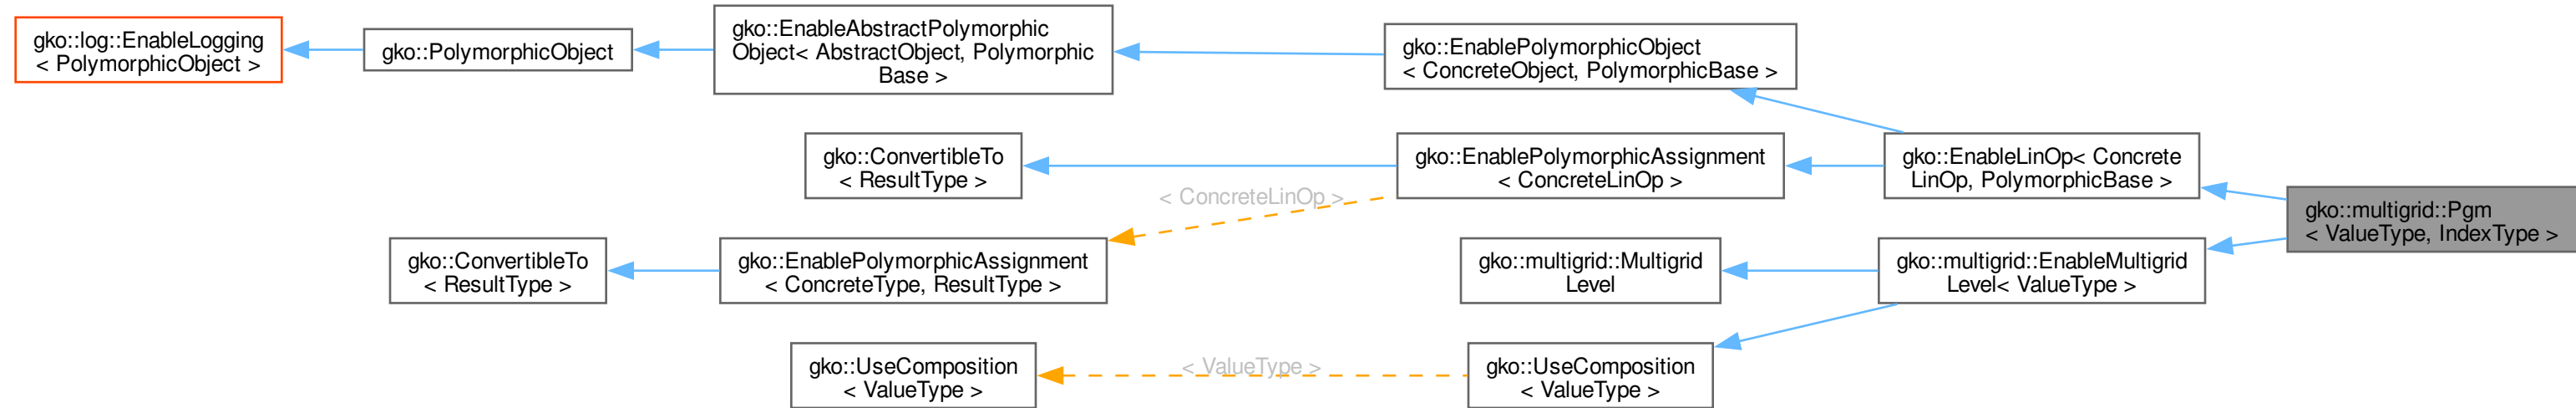 gko::log::EnableLogging
< PolymorphicObject >
gko::PolymorphicObject
gko::EnableAbstractPolymorphic
Object< AbstractObject, Polymorphic
Base >
gko::EnablePolymorphicObject
< ConcreteObject, PolymorphicBase >
gko::ConvertibleTo
< ResultType >
gko::EnablePolymorphicAssignment
< ConcreteLinOp >
gko::EnableLinOp< Concrete
LinOp, PolymorphicBase >
< ConcreteLinOp >
gko::multigrid::Pgm
< ValueType, IndexType >
gko::ConvertibleTo
< ResultType >
gko::EnablePolymorphicAssignment
< ConcreteType, ResultType >
gko::multigrid::Multigrid
Level
gko::multigrid::EnableMultigrid
Level< ValueType >
gko::UseComposition
< ValueType >
< ValueType >
gko::UseComposition
< ValueType >